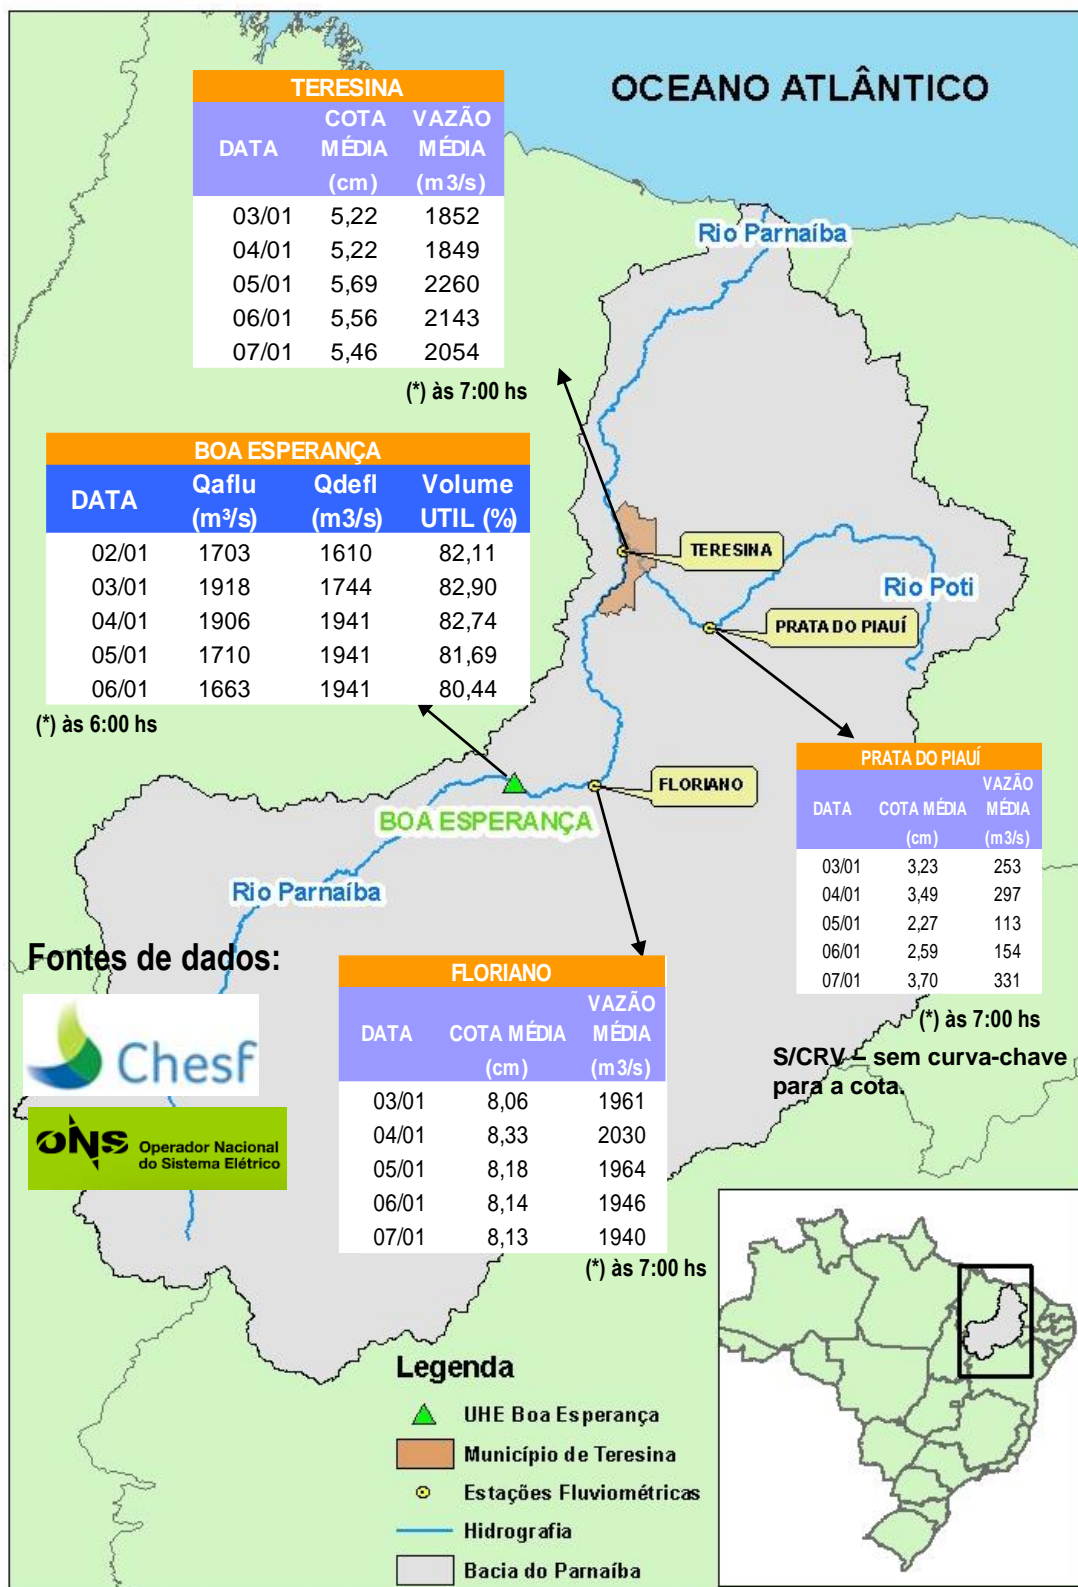 OCEANO ATLÂNTICO
TERESINA
DATA COTA MÉDIA (cm) VAZÃO MÉDIA (m3/s)
03/01 5,22 1852
04/01 5,22 1849
05/01 5,69 2260
06/01 5,56 2143
07/01 5,46 2054
(*) às 7:00 hs
Rio Parnaíba
BOA ESPERANÇA
DATA Qaflu (m³/s) Qdefl (m3/s) Volume UTIL (%)
02/01 1703 1610 82,11
03/01 1918 1744 82,90
04/01 1906 1941 82,74
05/01 1710 1941 81,69
06/01 1663 1941 80,44
(*) às 6:00 hs
TERESINA
Rio Poti
PRATA DO PIAUÍ
FLORIANO
BOA ESPERANÇA
Rio Parnaíba
PRATA DO PIAUÍ
DATA COTA MÉDIA (cm) VAZÃO MÉDIA (m3/s)
03/01 3,23 253
04/01 3,49 297
05/01 2,27 113
06/01 2,59 154
07/01 3,70 331
(*) às 7:00 hs
S/CRV – sem curva-chave
para a cota.
Fontes de dados:
Chesf
ONS Operador Nacional
do Sistema Elétrico
FLORIANO
DATA COTA MÉDIA (cm) VAZÃO MÉDIA (m3/s)
03/01 8,06 1961
04/01 8,33 2030
05/01 8,18 1964
06/01 8,14 1946
07/01 8,13 1940
(*) às 7:00 hs
Legenda
UHE Boa Esperança
Município de Teresina
Estações Fluviométricas
Hidrografia
Bacia do Parnaíba